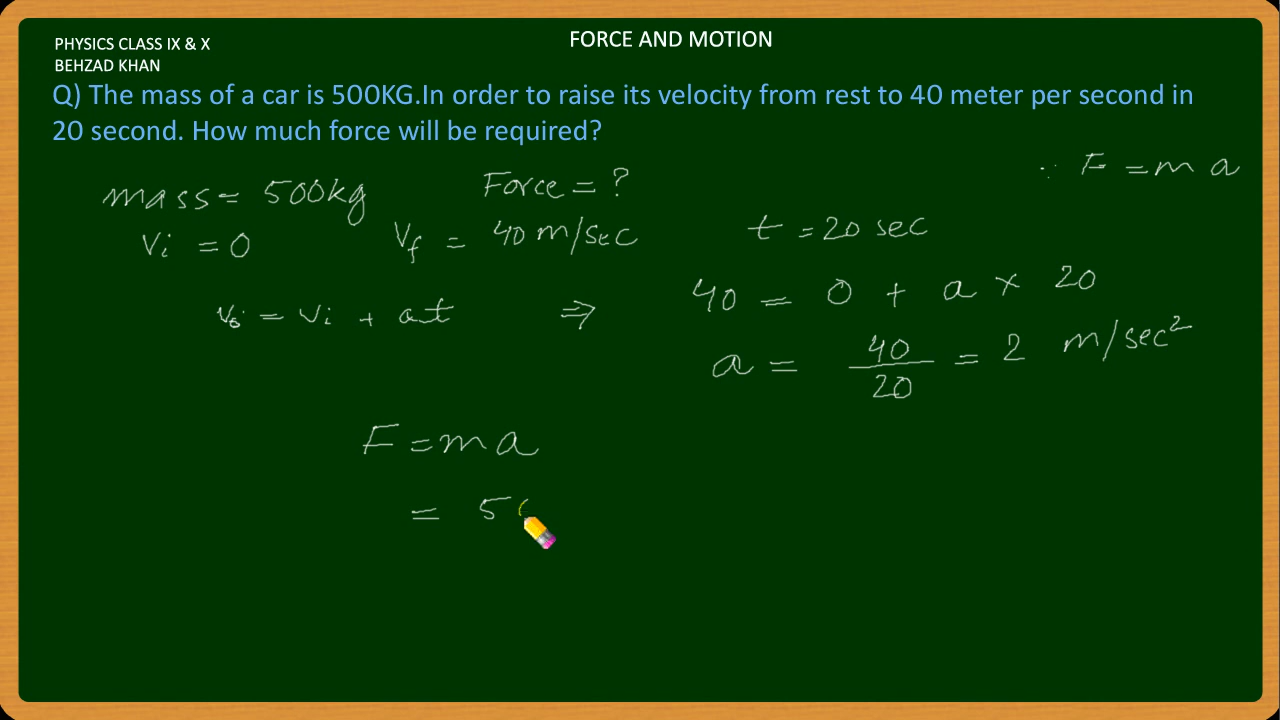 PHYSICS CLASS IX & X
BEHZAD KHAN
FORCE AND MOTION
Q) The mass of a car is 500KG.In order to raise its velocity from rest to 40 meter per second in
20 second. How much force will be required?
∵ F = m a
mass = 500kg Force = ?
Vi = 0 Vf = 40 m/sec t = 20 sec
Vf = Vi + at ⇒ 40 = 0 + a × 20
a = 40/20 = 2 m/sec²
F = m a
= 50